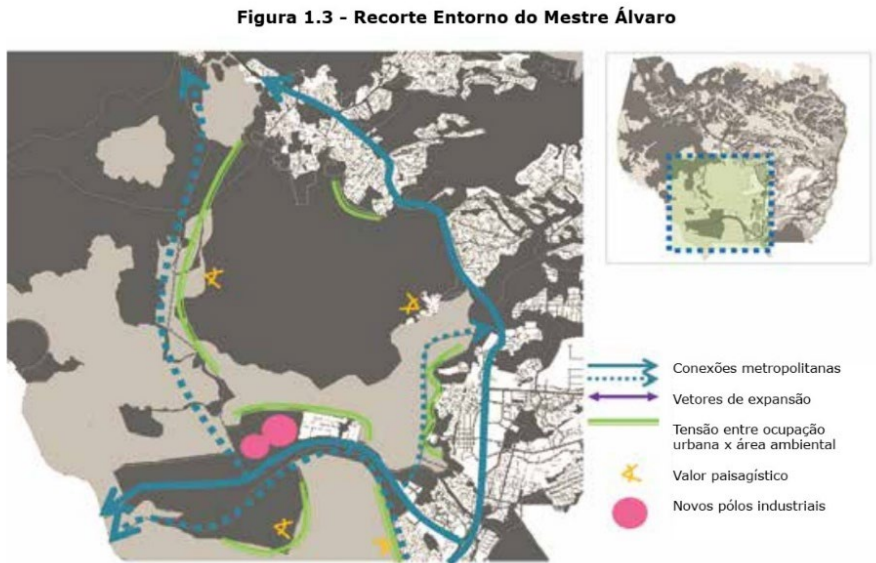 Figura 1.3 - Recorte Entorno do Mestre Álvaro
Conexões metropolitanas
Vetores de expansão
Tensão entre ocupação
urbana x área ambiental
Valor paisagístico
Novos pólos industriais